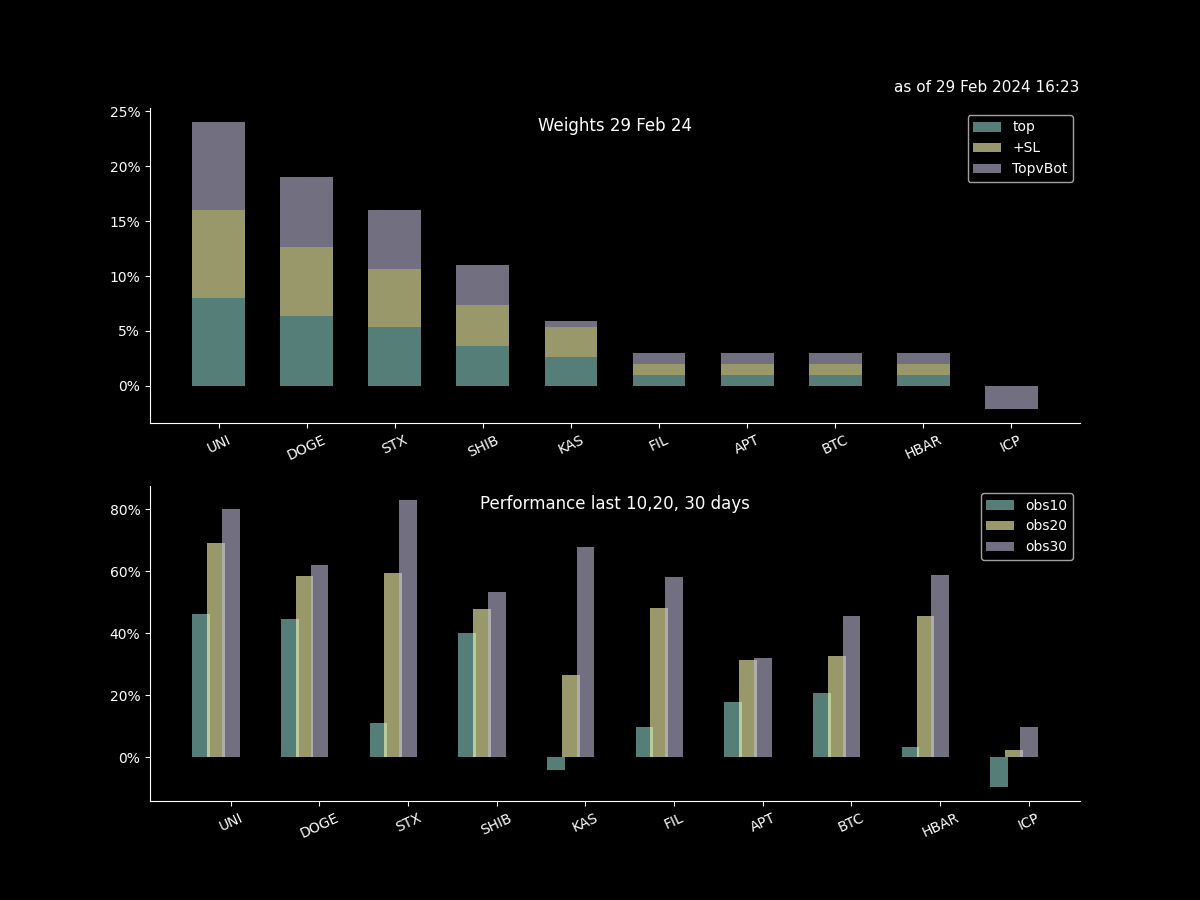 as of 29 Feb 2024 16:23
Weights 29 Feb 24
top
+SL
TopvBot
25%
20%
15%
10%
5%
0%
UNI DOGE STX SHIB KAS FIL APT BTC HBAR ICP
Performance last 10,20, 30 days
obs10
obs20
obs30
80%
60%
40%
20%
0%
UNI DOGE STX SHIB KAS FIL APT BTC HBAR ICP